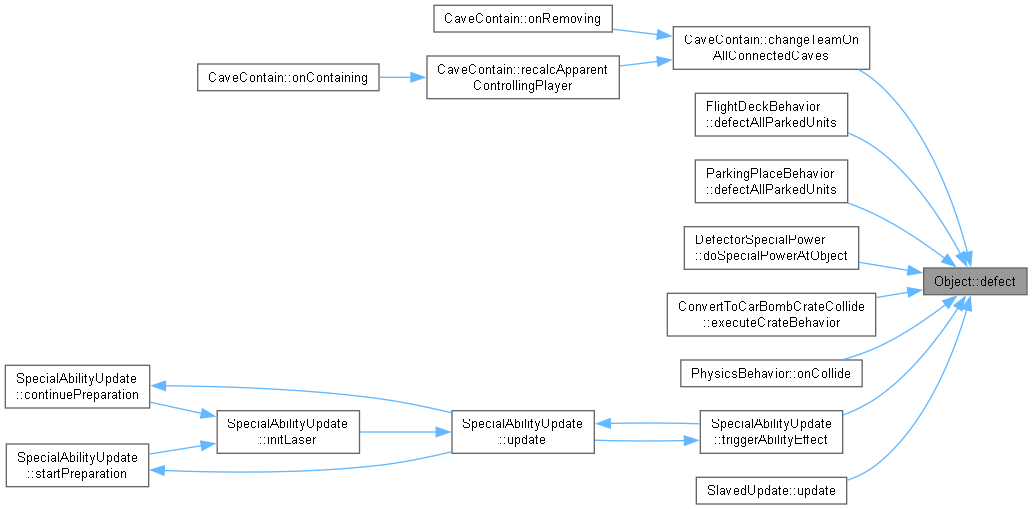 CaveContain::onRemoving
CaveContain::changeTeamOn
AllConnectedCaves
CaveContain::onContaining
CaveContain::recalcApparent
ControllingPlayer
FlightDeckBehavior
::defectAllParkedUnits
ParkingPlaceBehavior
::defectAllParkedUnits
DefectorSpecialPower
::doSpecialPowerAtObject
Object::defect
ConvertToCarBombCrateCollide
::executeCrateBehavior
PhysicsBehavior::onCollide
SpecialAbilityUpdate
::continuePreparation
SpecialAbilityUpdate
::initLaser
SpecialAbilityUpdate
::update
SpecialAbilityUpdate
::triggerAbilityEffect
SpecialAbilityUpdate
::startPreparation
SlavedUpdate::update